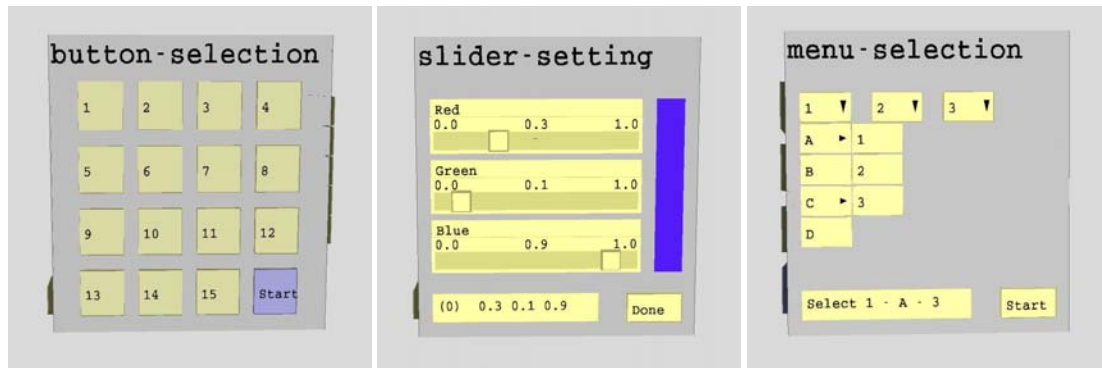 button-selection
1 2 3 4
5 6 7 8
9 10 11 12
13 14 15 Start
slider-setting
Red
0.0 0.3 1.0
Green
0.0 0.1 1.0
Blue
0.0 0.9 1.0
(0) 0.3 0.1 0.9 Done
menu-selection
1 2 3
A 1
B 2
C 3
D
Select 1 - A - 3 Start